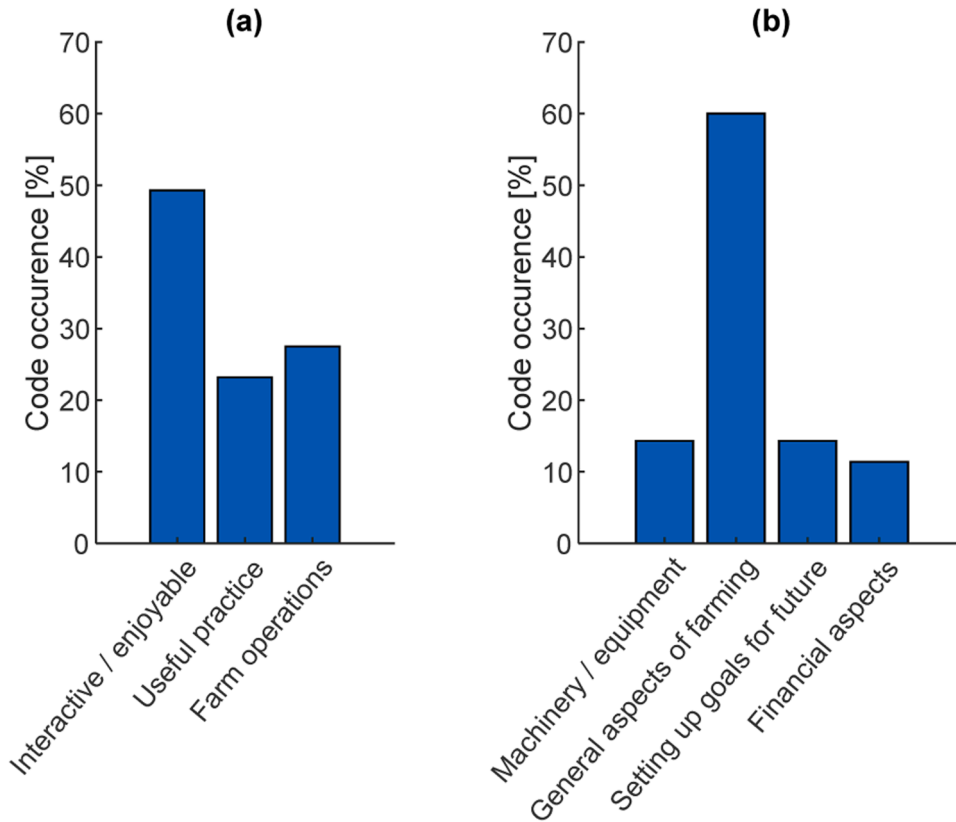 (a)
70
60
50
40
30
20
10
0
Code occurence [%]
Interactive / enjoyable
Useful practice
Farm operations
(b)
70
60
50
40
30
20
10
0
Code occurence [%]
Machinery / equipment
General aspects of farming
Setting up goals for future
Financial aspects